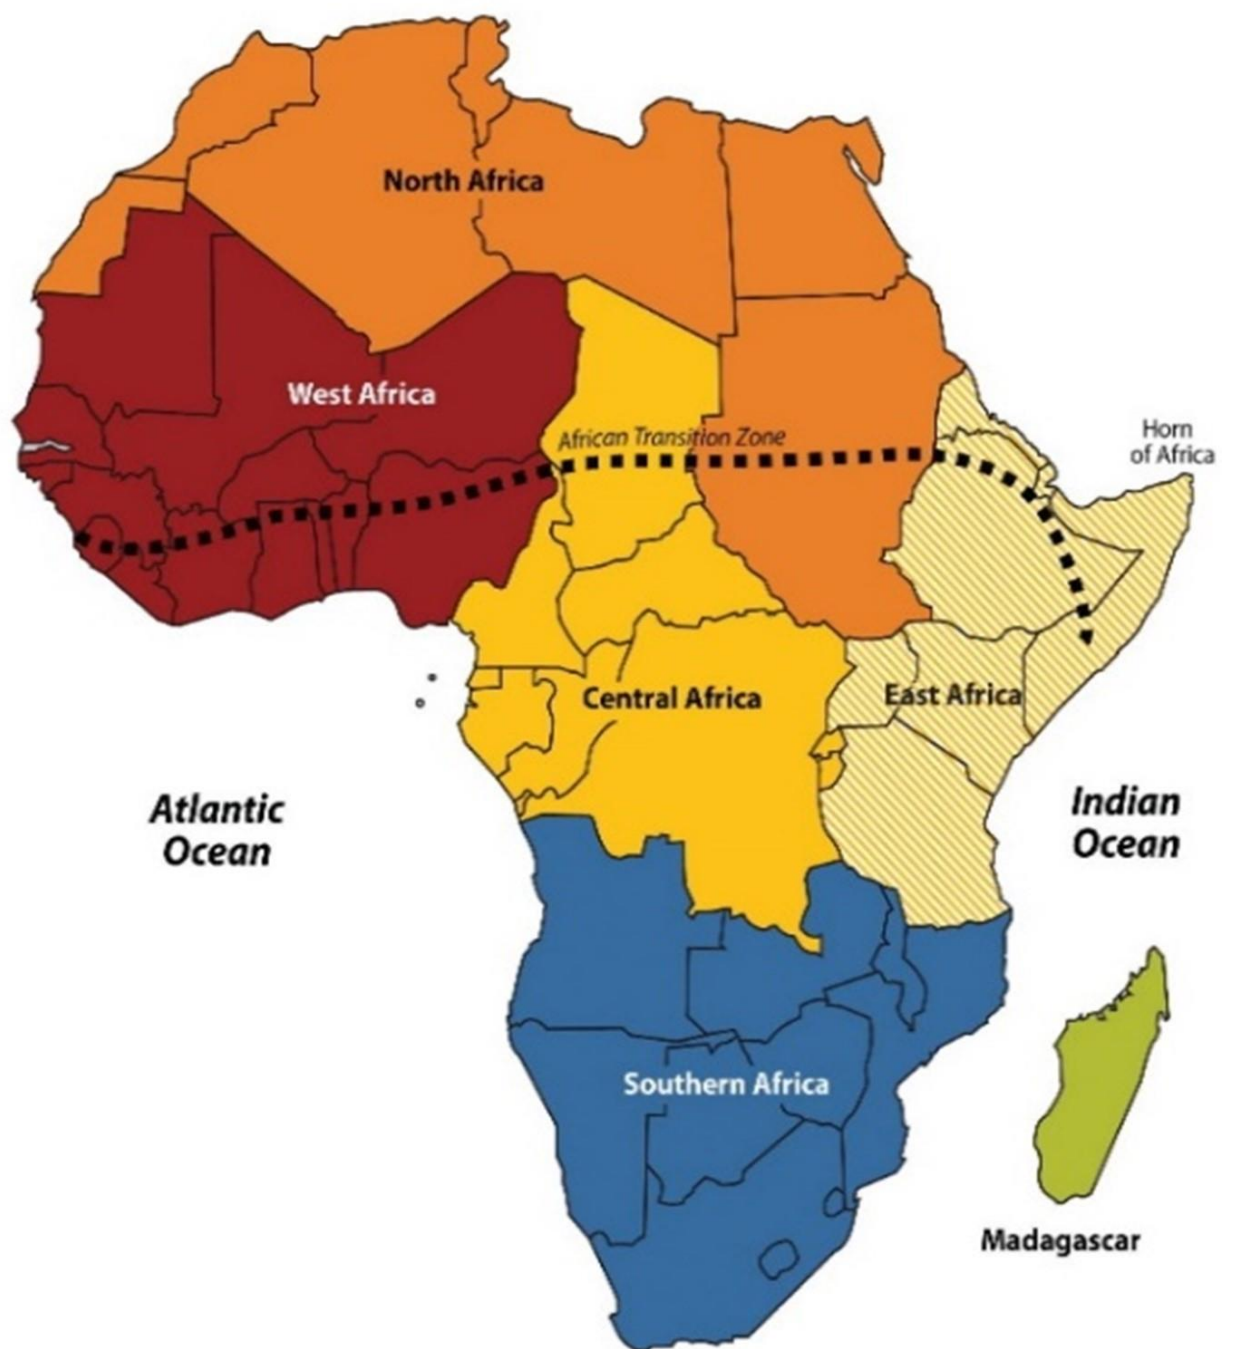 North Africa
West Africa
African Transition Zone
Horn
of Africa
Central Africa
East Africa
Atlantic
Ocean
Indian
Ocean
Southern Africa
Madagascar